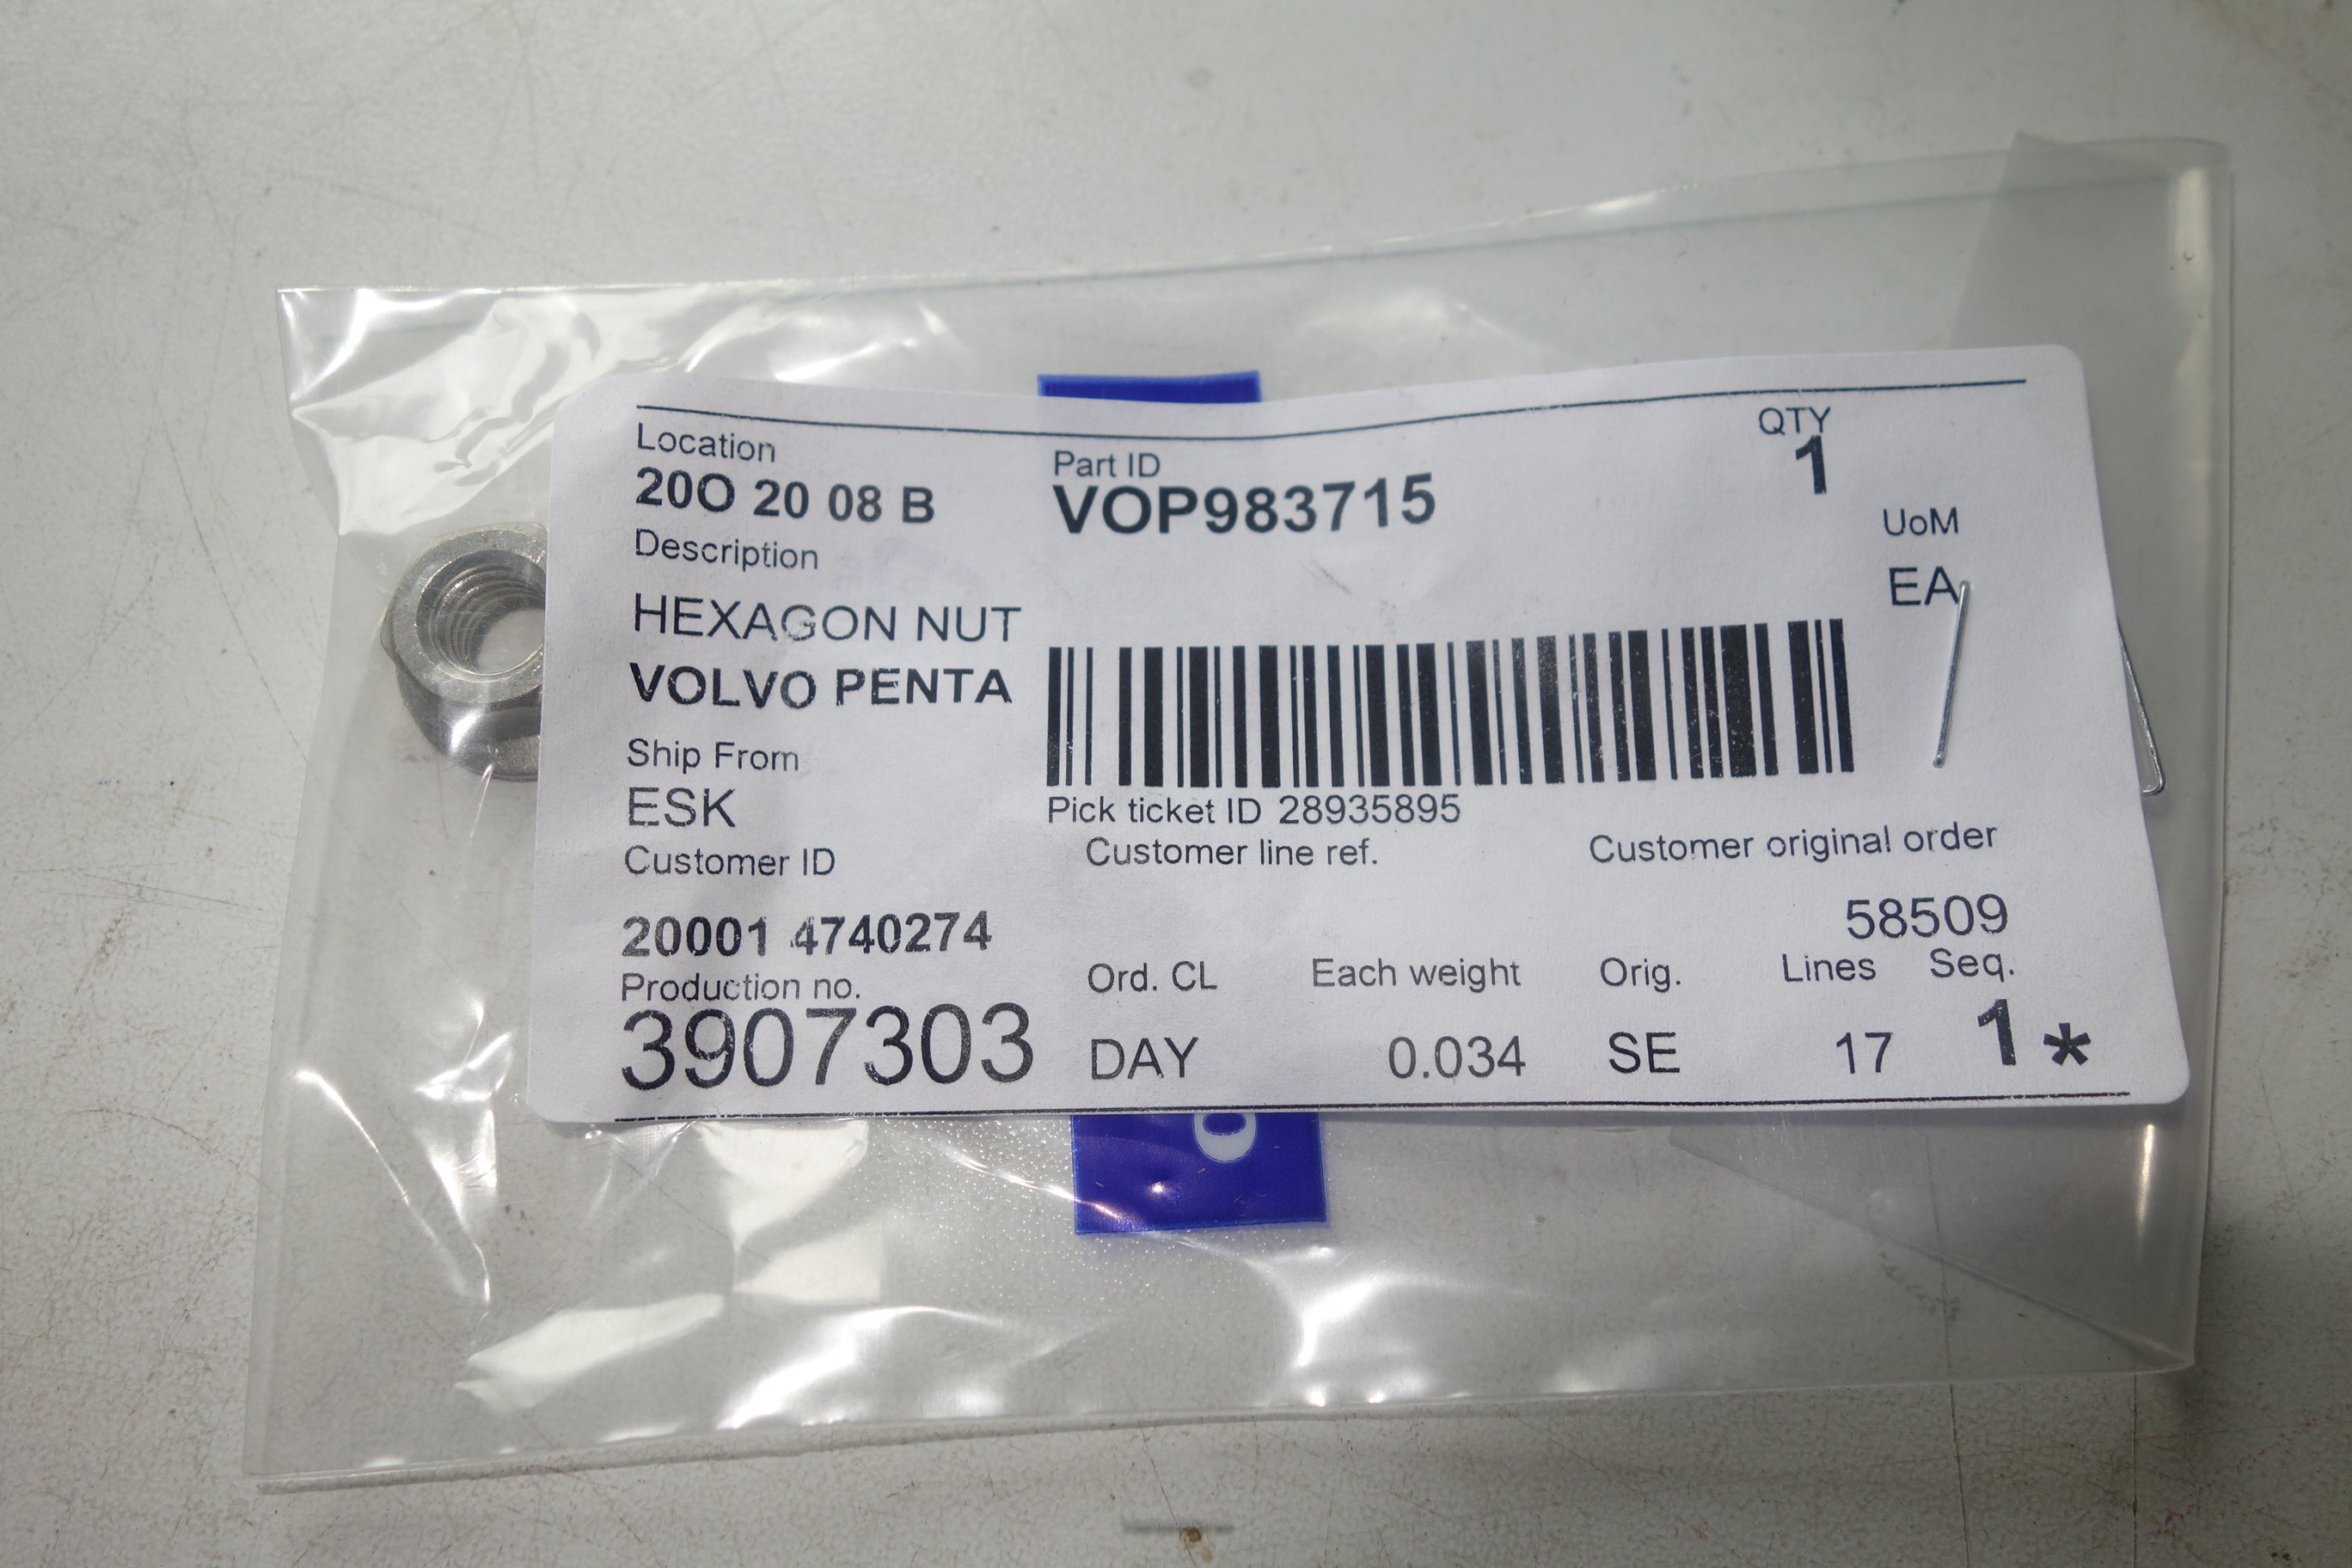 Location
20O 20 08 B
Part ID
VOP983715
QTY
1
UoM
EA
Description
HEXAGON NUT
VOLVO PENTA
Ship From
ESK
Pick ticket ID 28935895
Customer ID
20001 4740274
Customer line ref.
Customer original order
58509
Production no.
3907303
Ord. CL
DAY
Each weight
0.034
Orig.
SE
Lines
17
Seq.
1*